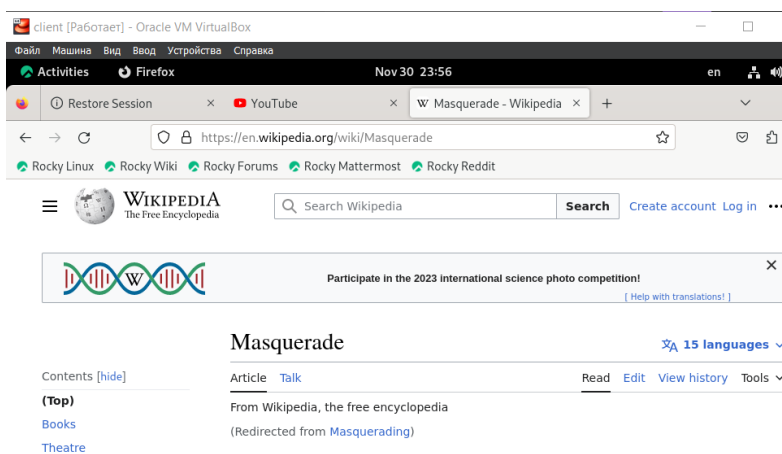 client [Работает] - Oracle VM VirtualBox
Файл Машина Вид Ввод Устройства Справка
Activities Firefox Nov 30 23:56 en
Restore Session × YouTube × W Masquerade - Wikipedia × +
https://en.wikipedia.org/wiki/Masquerade
Rocky Linux Rocky Wiki Rocky Forums Rocky Mattermost Rocky Reddit
WIKIPEDIA
The Free Encyclopedia
Search Wikipedia Search Create account Log in
W Participate in the 2023 international science photo competition!
[ Help with translations! ]
Masquerade 15 languages
Contents [hide]
Article Talk Read Edit View history Tools
(Top)
From Wikipedia, the free encyclopedia
Books
(Redirected from Masquerading)
Theatre